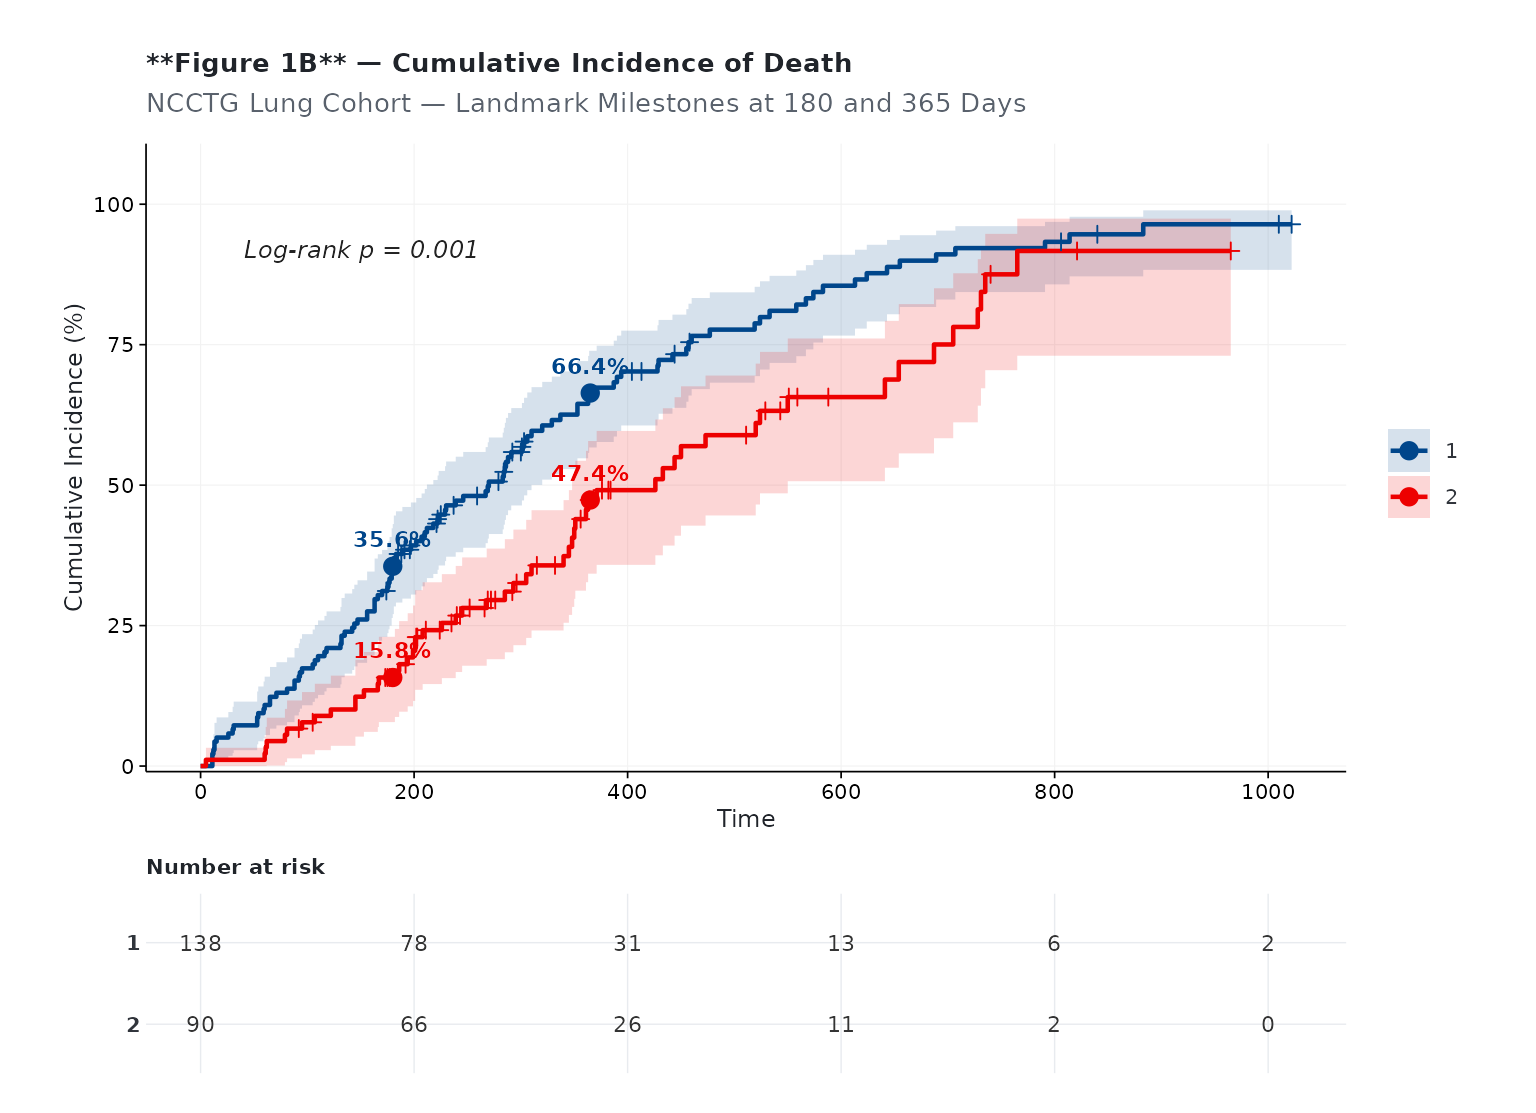 **Figure 1B** — Cumulative Incidence of Death
NCCTG Lung Cohort — Landmark Milestones at 180 and 365 Days
Cumulative Incidence (%)
100
75
50
25
0
Log-rank p = 0.001
66.4%
47.4%
35.6%
15.8%
1
2
0 200 400 600 800 1000
Time
Number at risk
1 138 78 31 13 6 2
2 90 66 26 11 2 0